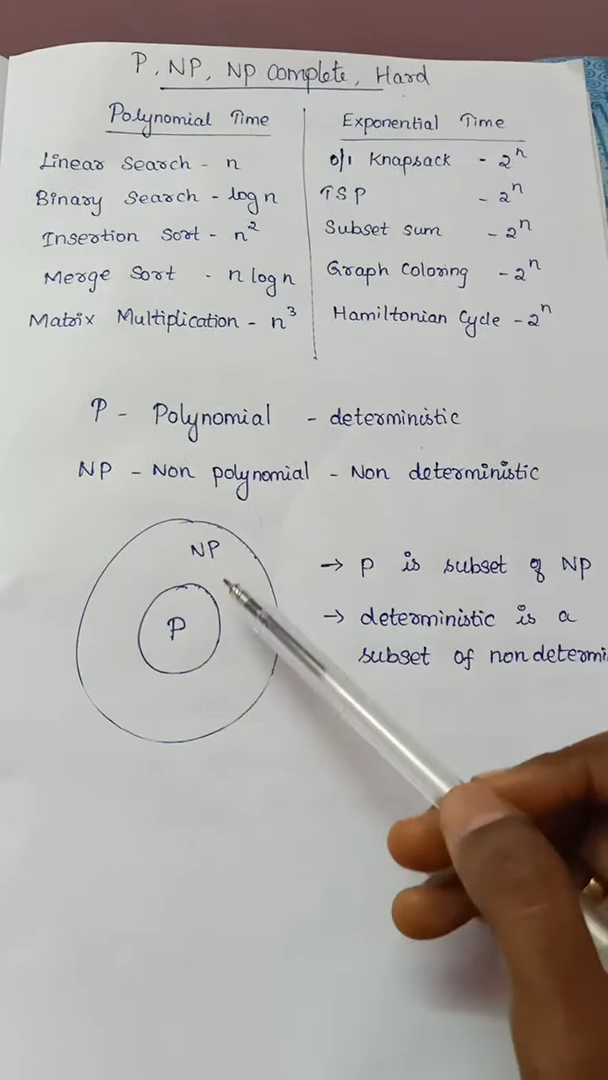 P, NP, NP Complete, Hard
Polynomial Time
Linear Search - n
Binary Search - log n
Insertion Sort - n²
Merge Sort - n log n
Matrix Multiplication - n³
Exponential Time
0/1 Knapsack - 2ⁿ
TSP - 2ⁿ
Subset sum - 2ⁿ
Graph Coloring - 2ⁿ
Hamiltonian Cycle - 2ⁿ
P - Polynomial - deterministic
NP - Non polynomial - Non deterministic
NP
P
→ P is subset of NP
→ deterministic is a
subset of nondetermi